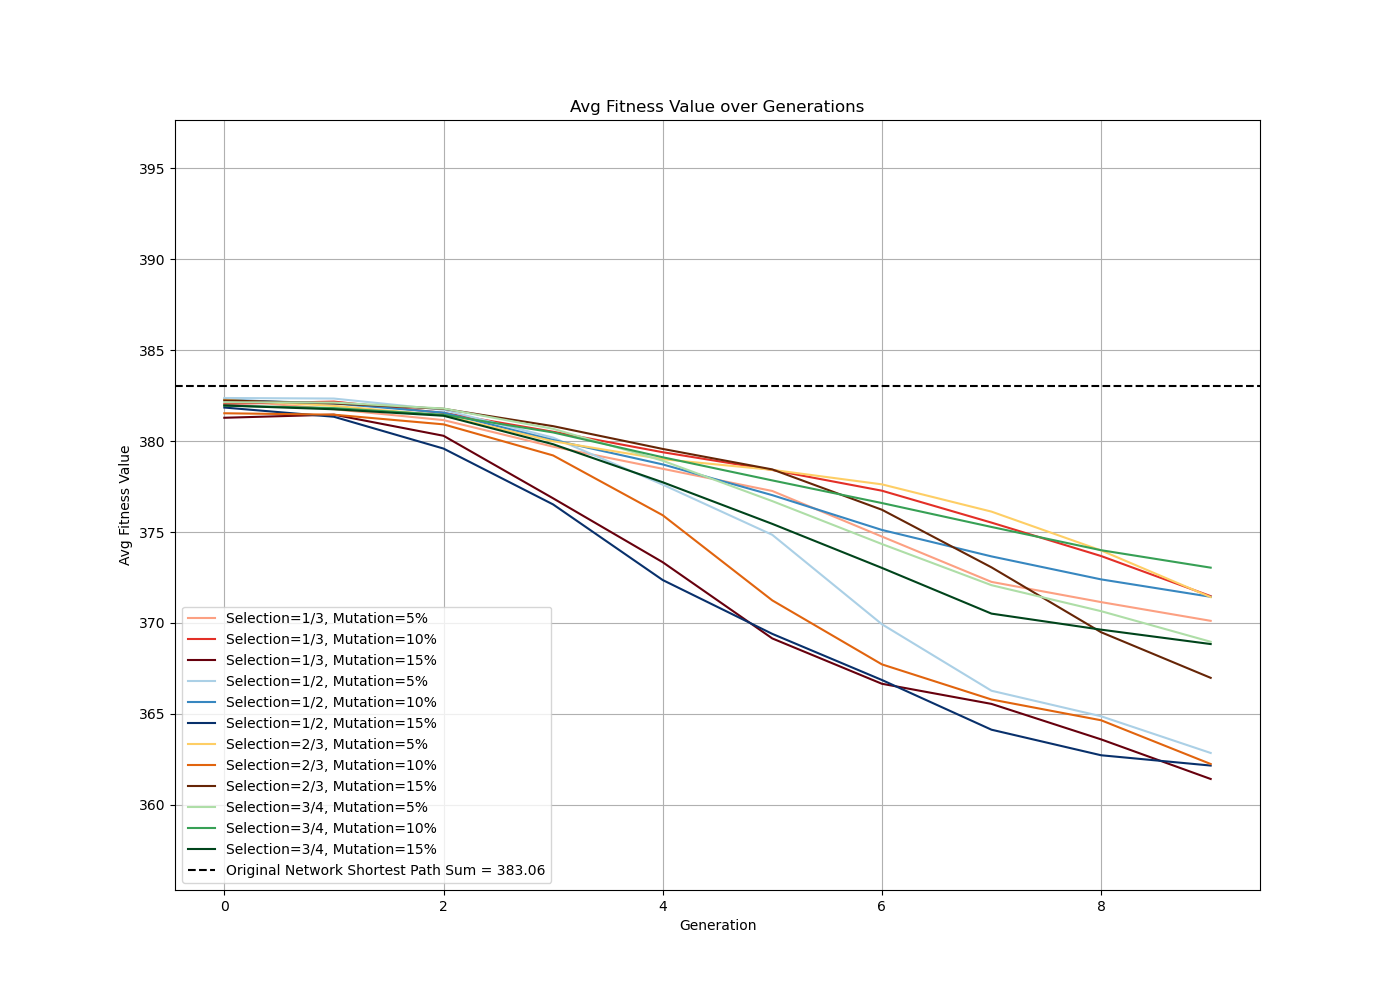 Avg Fitness Value over Generations
395
390
385
380
375
370
365
360
Avg Fitness Value
Selection=1/3, Mutation=5%
Selection=1/3, Mutation=10%
Selection=1/3, Mutation=15%
Selection=1/2, Mutation=5%
Selection=1/2, Mutation=10%
Selection=1/2, Mutation=15%
Selection=2/3, Mutation=5%
Selection=2/3, Mutation=10%
Selection=2/3, Mutation=15%
Selection=3/4, Mutation=5%
Selection=3/4, Mutation=10%
Selection=3/4, Mutation=15%
Original Network Shortest Path Sum = 383.06
0 2 4 6 8
Generation